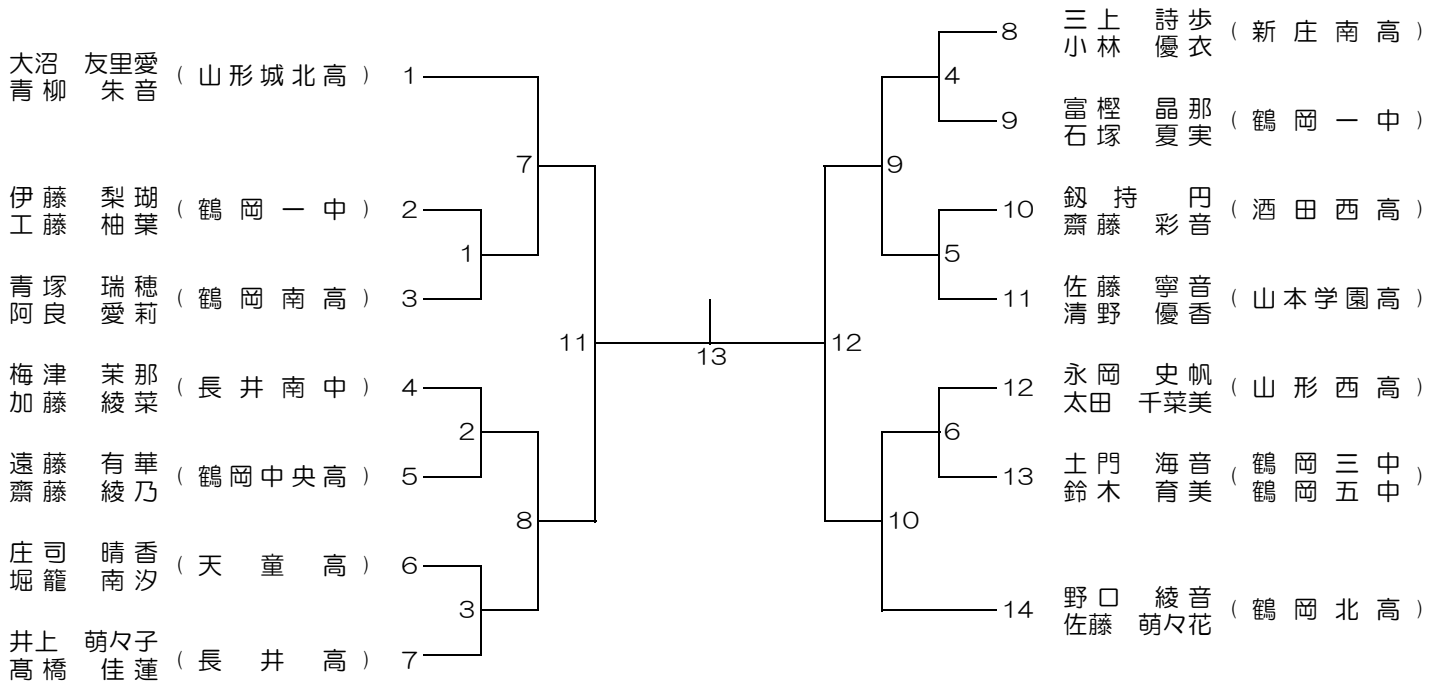 大沼 友里愛
青柳 朱音
(山形城北高) 1
伊藤 梨瑚
工藤 柚葉
(鶴岡一中) 2
青塚 瑞穂
阿良 愛莉
(鶴岡南高) 3
梅津 茉那
加藤 綾菜
(長井南中) 4
遠藤 有華
齋藤 綾乃
(鶴岡中央高) 5
庄司 晴香
堀籠 南汐
(天童高) 6
井上 萌々子
髙橋 佳蓮
(長井高) 7
7
1
2
8
3
11
13
12
9
4
5
6
10
8 三上 詩歩
小林 優衣
(新庄南高)
9 富樫 晶那
石塚 夏実
(鶴岡一中)
10 釼持 円
齋藤 彩音
(酒田西高)
11 佐藤 寧音
清野 優香
(山本学園高)
12 永岡 史帆
太田 千菜美
(山形西高)
13 土門 海音
鈴木 育美
(鶴岡三中
鶴岡五中)
14 野口 綾音
佐藤 萌々花
(鶴岡北高)